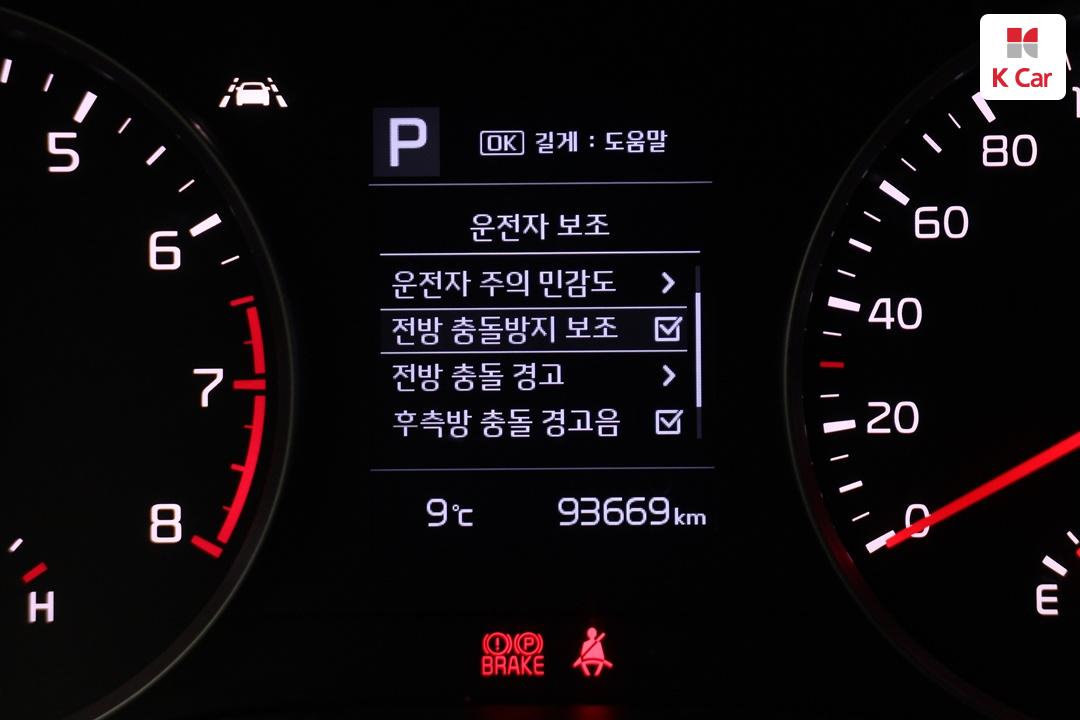 K Car
P
OK 길게 : 도움말
운전자 보조
운전자 주의 민감도
전방 충돌방지 보조
전방 충돌 경고
후측방 충돌 경고음
9℃ 93669km
5
6
7
8
H
80
60
40
20
0
E
BRAKE